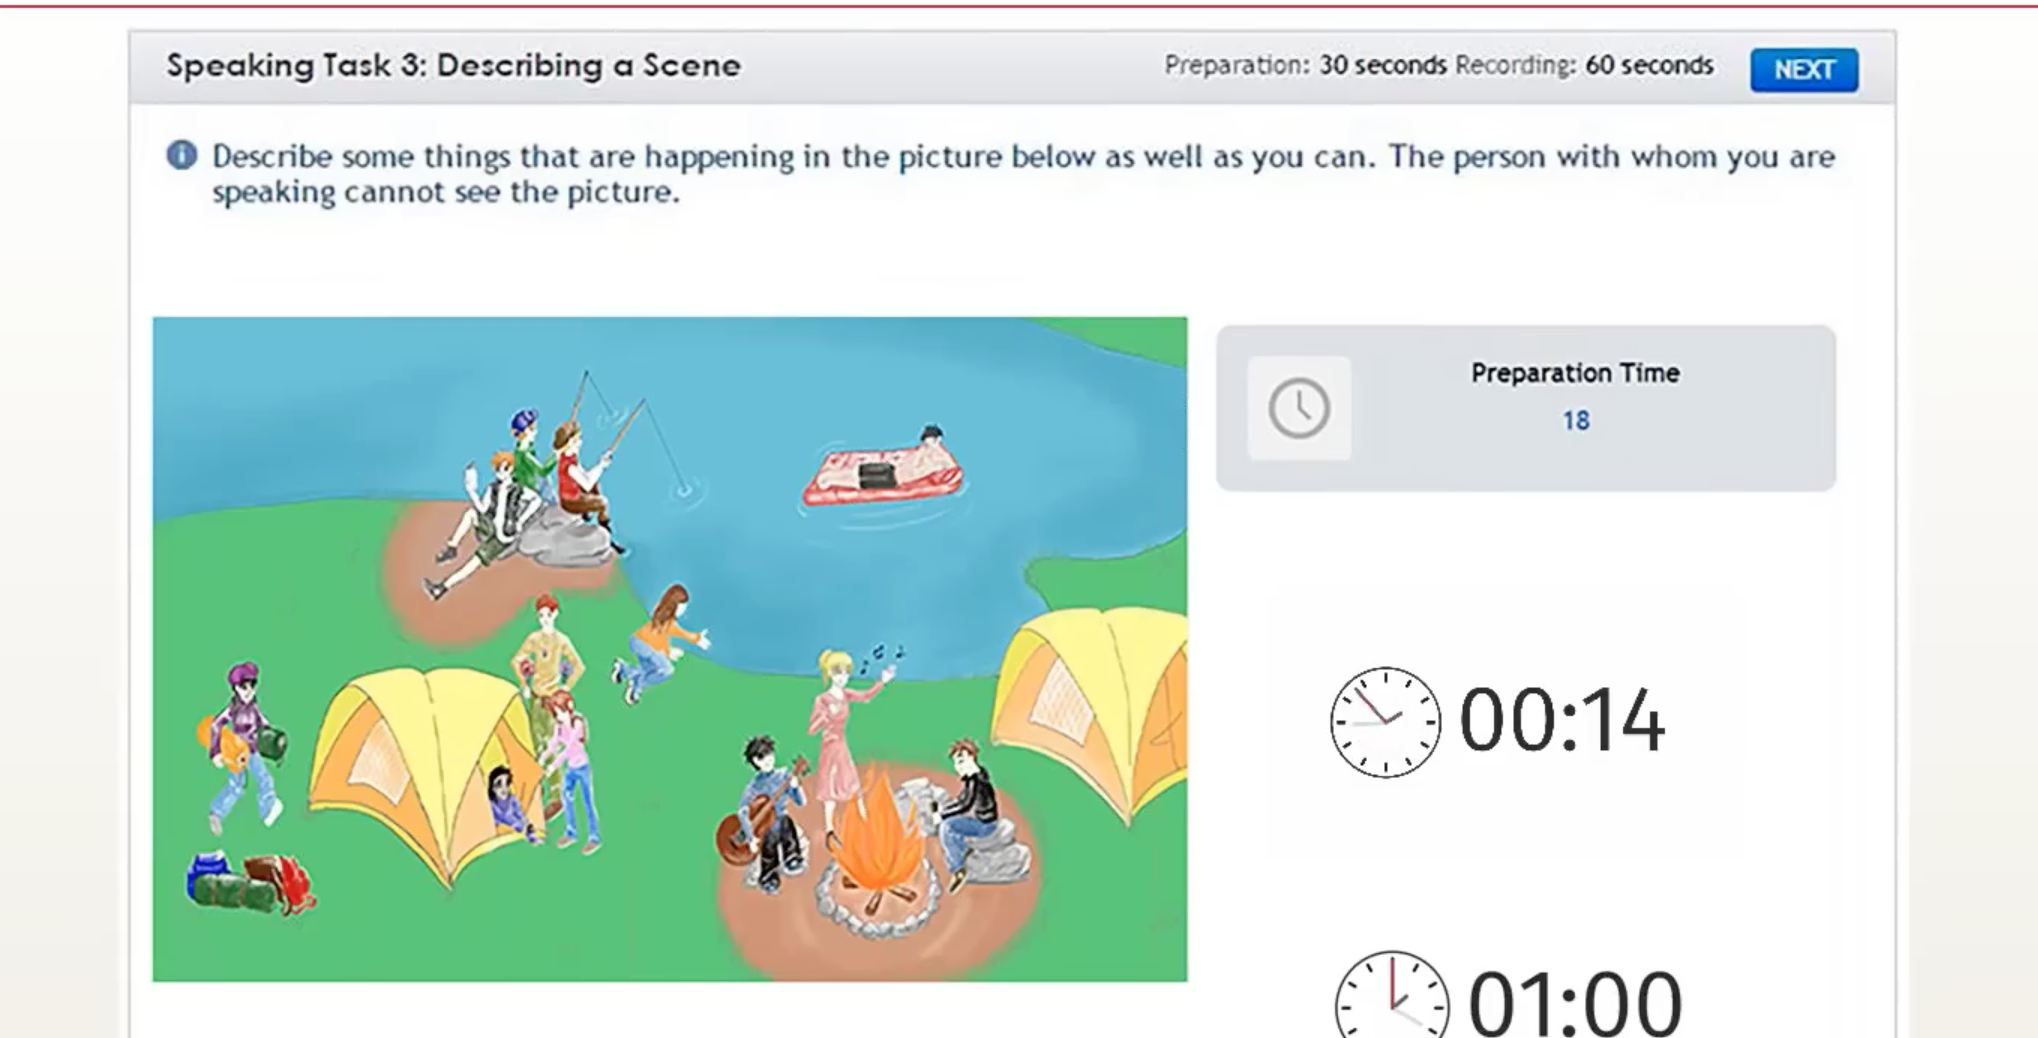 Speaking Task 3: Describing a Scene
Preparation: 30 seconds Recording: 60 seconds
NEXT
Describe some things that are happening in the picture below as well as you can. The person with whom you are
speaking cannot see the picture.
Preparation Time
18
00:14
01:00